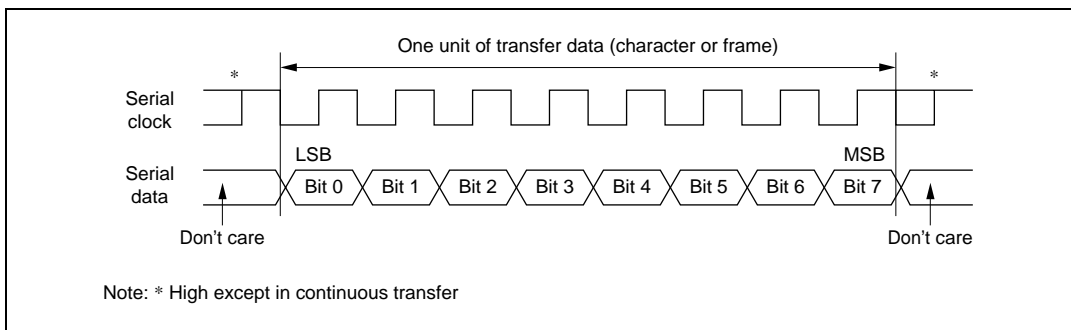 One unit of transfer data (character or frame)
* *
Serial clock
LSB MSB
Serial data
Bit 0 Bit 1 Bit 2 Bit 3 Bit 4 Bit 5 Bit 6 Bit 7
Don't care Don't care
Note: * High except in continuous transfer